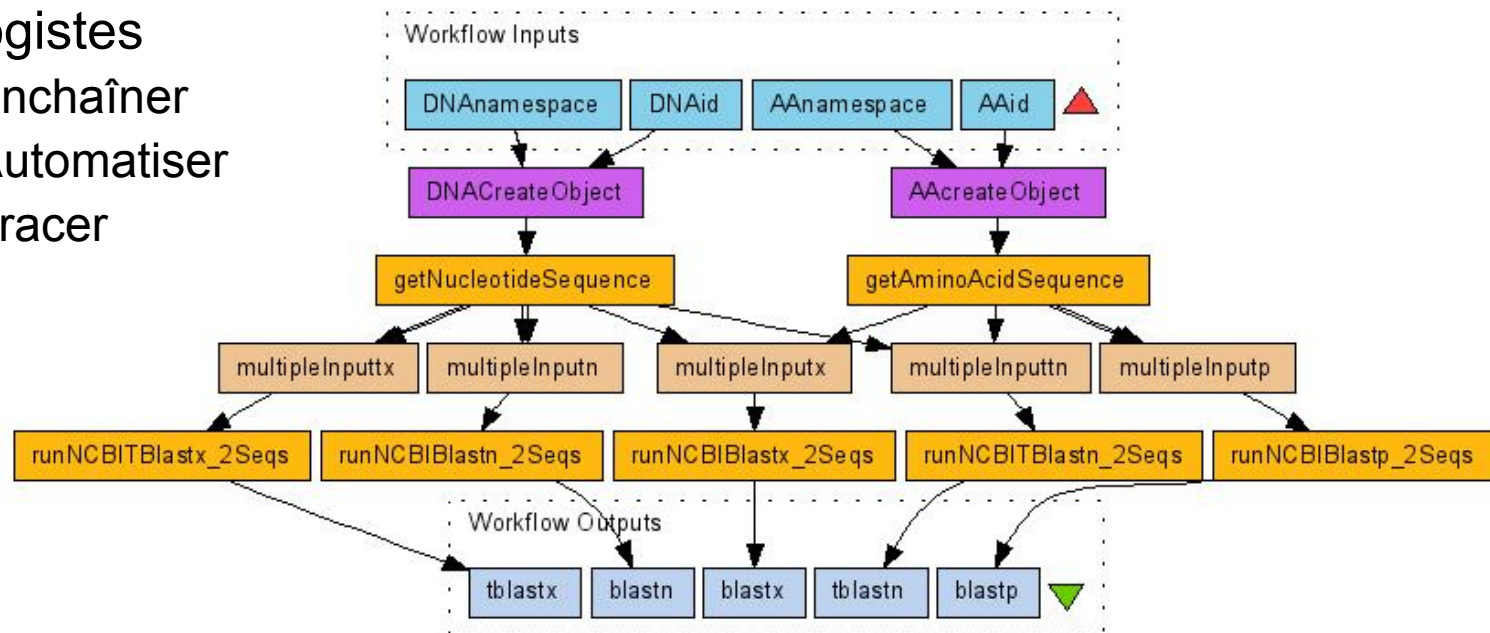 ogistes
nchaîner
Automatiser
racer
Workflow Inputs
DNAnamespace DNAid AAnamespace AAid
DNACreateObject AAcreateObject
getNucleotideSequence getAminoAcidSequence
multipleInputtx multipleInputn multipleInputx multipleInputtn multipleInputp
runNCBITBlastx_2Seqs runNCBIBlastn_2Seqs runNCBIBlastx_2Seqs runNCBITBlastn_2Seqs runNCBIBlastp_2Seqs
Workflow Outputs
tblastx blastn blastx tblastn blastp